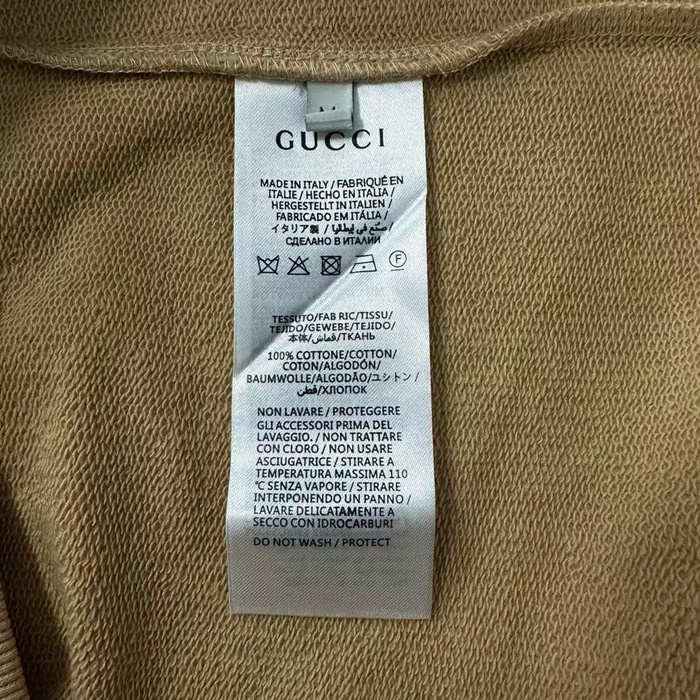 M
GUCCI
MADE IN ITALY / FABRIQUÉ EN
ITALIE / HECHO EN ITALIA /
HERGESTELLT IN ITALIEN /
FABRICADO EM ITÁLIA /
イタリア製 / صنع في إيطاليا /
СДЕЛАНО В ИТАЛИИ
F
TESSUTO/FAB RIC/TISSU/
TEJIDO/GEWEBE/TEJIDO/
本体/قماش/ТКАНЬ
100% COTTONE/COTTON/
COTON/ALGODÓN/
BAUMWOLLE/ALGODÃO/ユシトン /
قطن/ХЛОПОК
NON LAVARE / PROTEGGERE
GLI ACCESSORI PRIMA DEL
LAVAGGIO. / NON TRATTARE
CON CLORO / NON USARE
ASCIUGATRICE / STIRARE A
TEMPERATURA MASSIMA 110
°C SENZA VAPORE / STIRARE
INTERPONENDO UN PANNO /
LAVARE DELICATAMENTE A
SECCO CON IDROCARBURI
DO NOT WASH / PROTECT